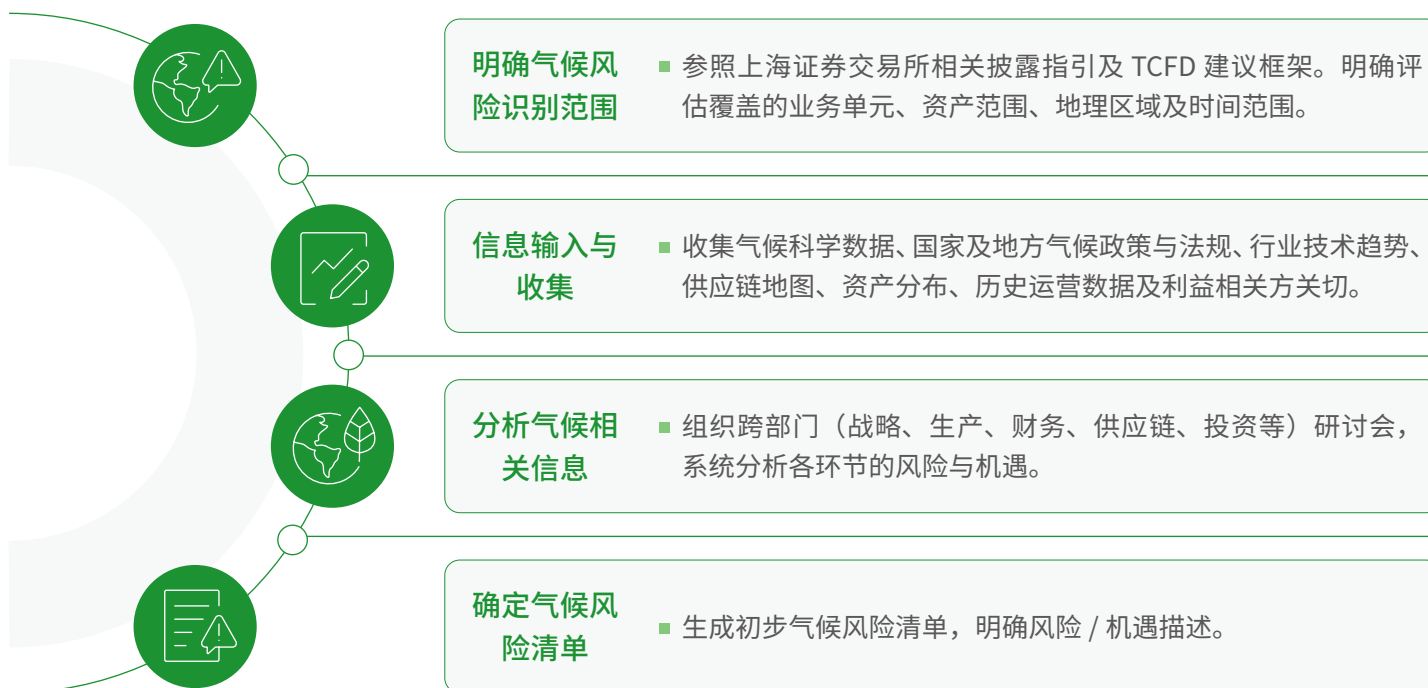 明确气候风
险识别范围
■ 参照上海证券交易所相关披露指引及 TCFD 建议框架。明确评
估覆盖的业务单元、资产范围、地理区域及时间范围。
信息输入与
收集
■ 收集气候科学数据、国家及地方气候政策与法规、行业技术趋势、
供应链地图、资产分布、历史运营数据及利益相关方关切。
分析气候相
关信息
■ 组织跨部门（战略、生产、财务、供应链、投资等）研讨会，
系统分析各环节的风险与机遇。
确定气候风
险清单
■ 生成初步气候风险清单，明确风险 / 机遇描述。